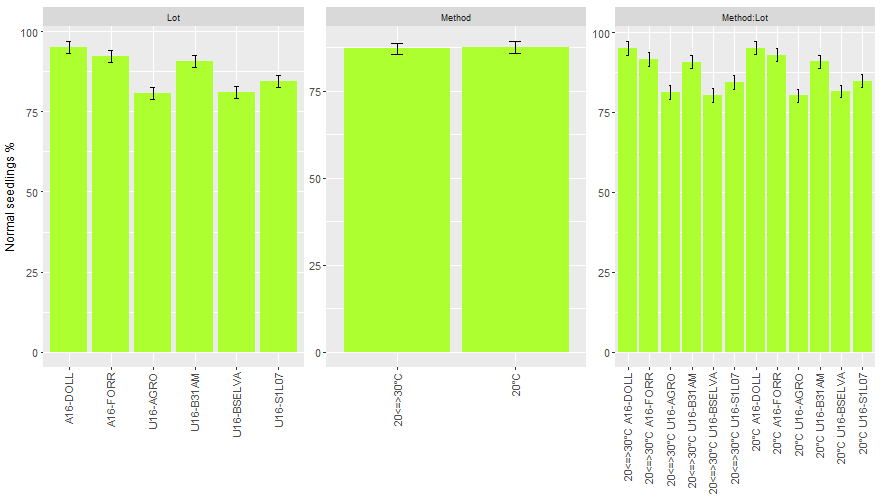 Lot
Method
Method:Lot
Normal seedlings %
100
75
50
25
0
A16-DOLL
A16-FORR
U16-AGRO
U16-B31AM
U16-BSELVA
U16-S1L07
75
50
25
0
20<=>30°C
20°C
100
75
50
25
0
20<=>30°C A16-DOLL
20<=>30°C A16-FORR
20<=>30°C U16-AGRO
20<=>30°C U16-B31AM
20<=>30°C U16-BSELVA
20<=>30°C U16-S1L07
20°C A16-DOLL
20°C A16-FORR
20°C U16-AGRO
20°C U16-B31AM
20°C U16-BSELVA
20°C U16-S1L07